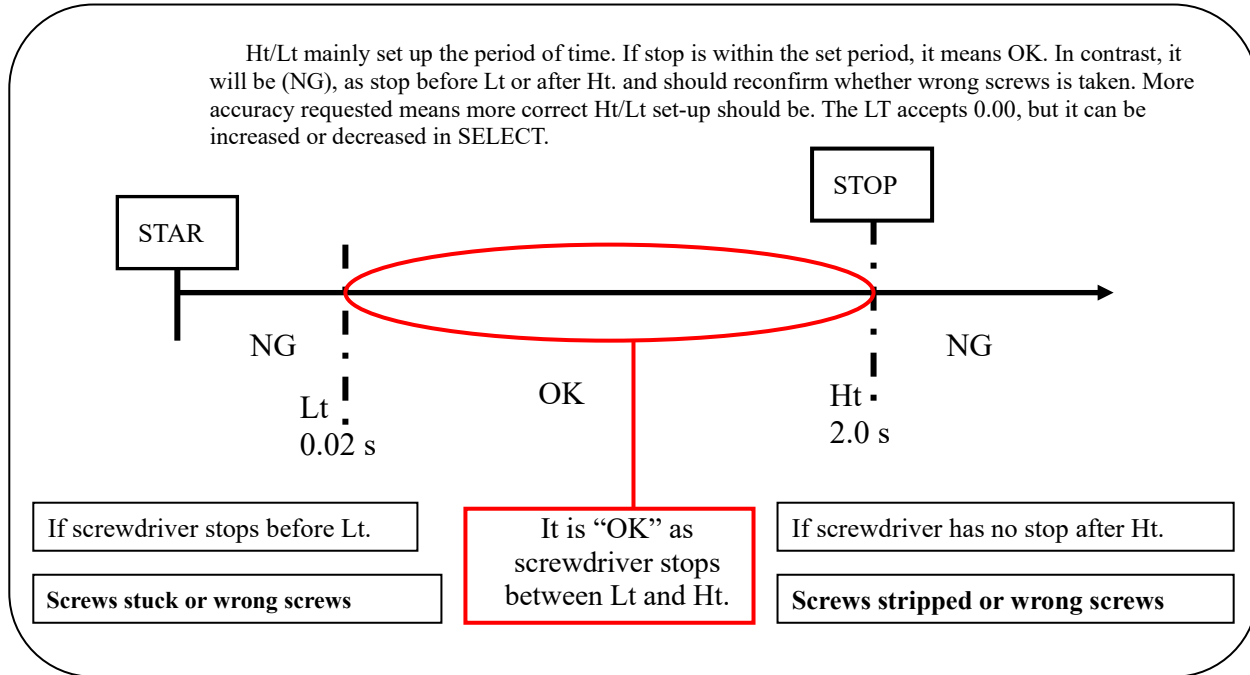 Ht/Lt mainly set up the period of time. If stop is within the set period, it means OK. In contrast, it
will be (NG), as stop before Lt or after Ht. and should reconfirm whether wrong screws is taken. More
accuracy requested means more correct Ht/Lt set-up should be. The LT accepts 0.00, but it can be
increased or decreased in SELECT.
STOP
STAR
NG
OK
NG
Lt
0.02 s
Ht
2.0 s
If screwdriver stops before Lt.
It is “OK” as
screwdriver stops
between Lt and Ht.
If screwdriver has no stop after Ht.
Screws stuck or wrong screws
Screws stripped or wrong screws